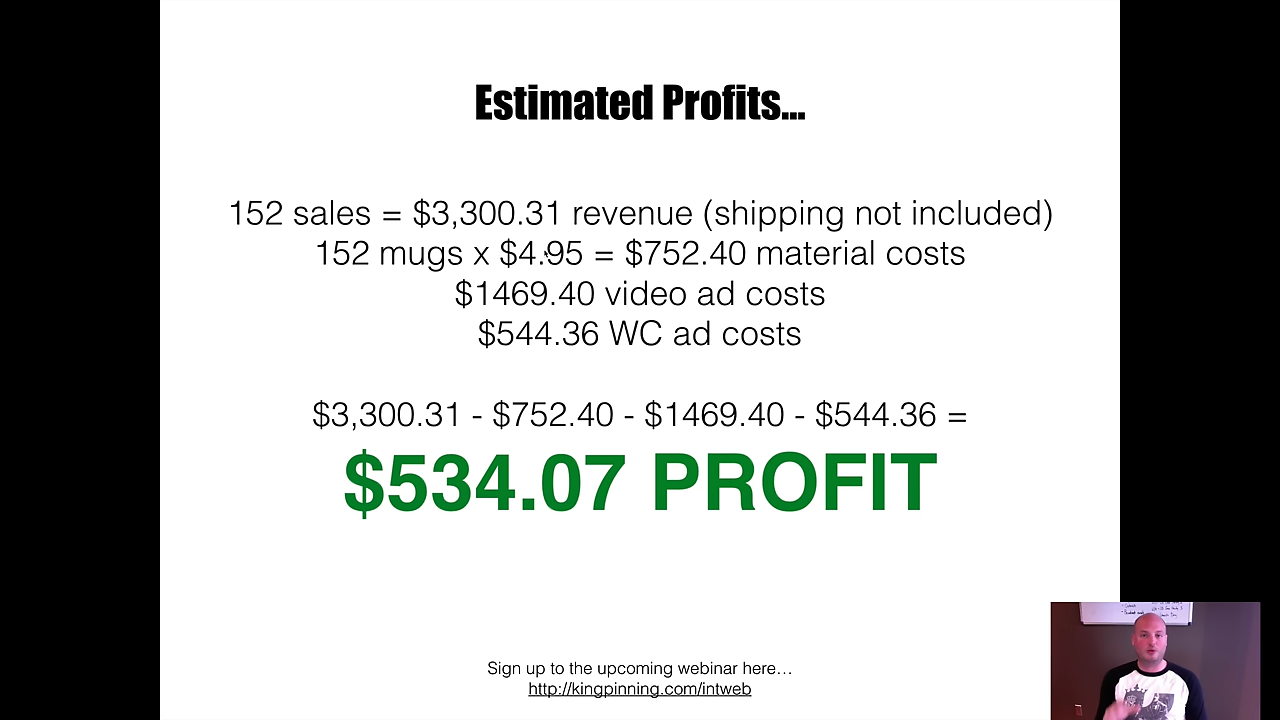 Estimated Profits...
152 sales = $3,300.31 revenue (shipping not included)
152 mugs x $4.95 = $752.40 material costs
$1469.40 video ad costs
$544.36 WC ad costs
$3,300.31 - $752.40 - $1469.40 - $544.36 =
$534.07 PROFIT
Sign up to the upcoming webinar here...
http://kingpinning.com/intweb